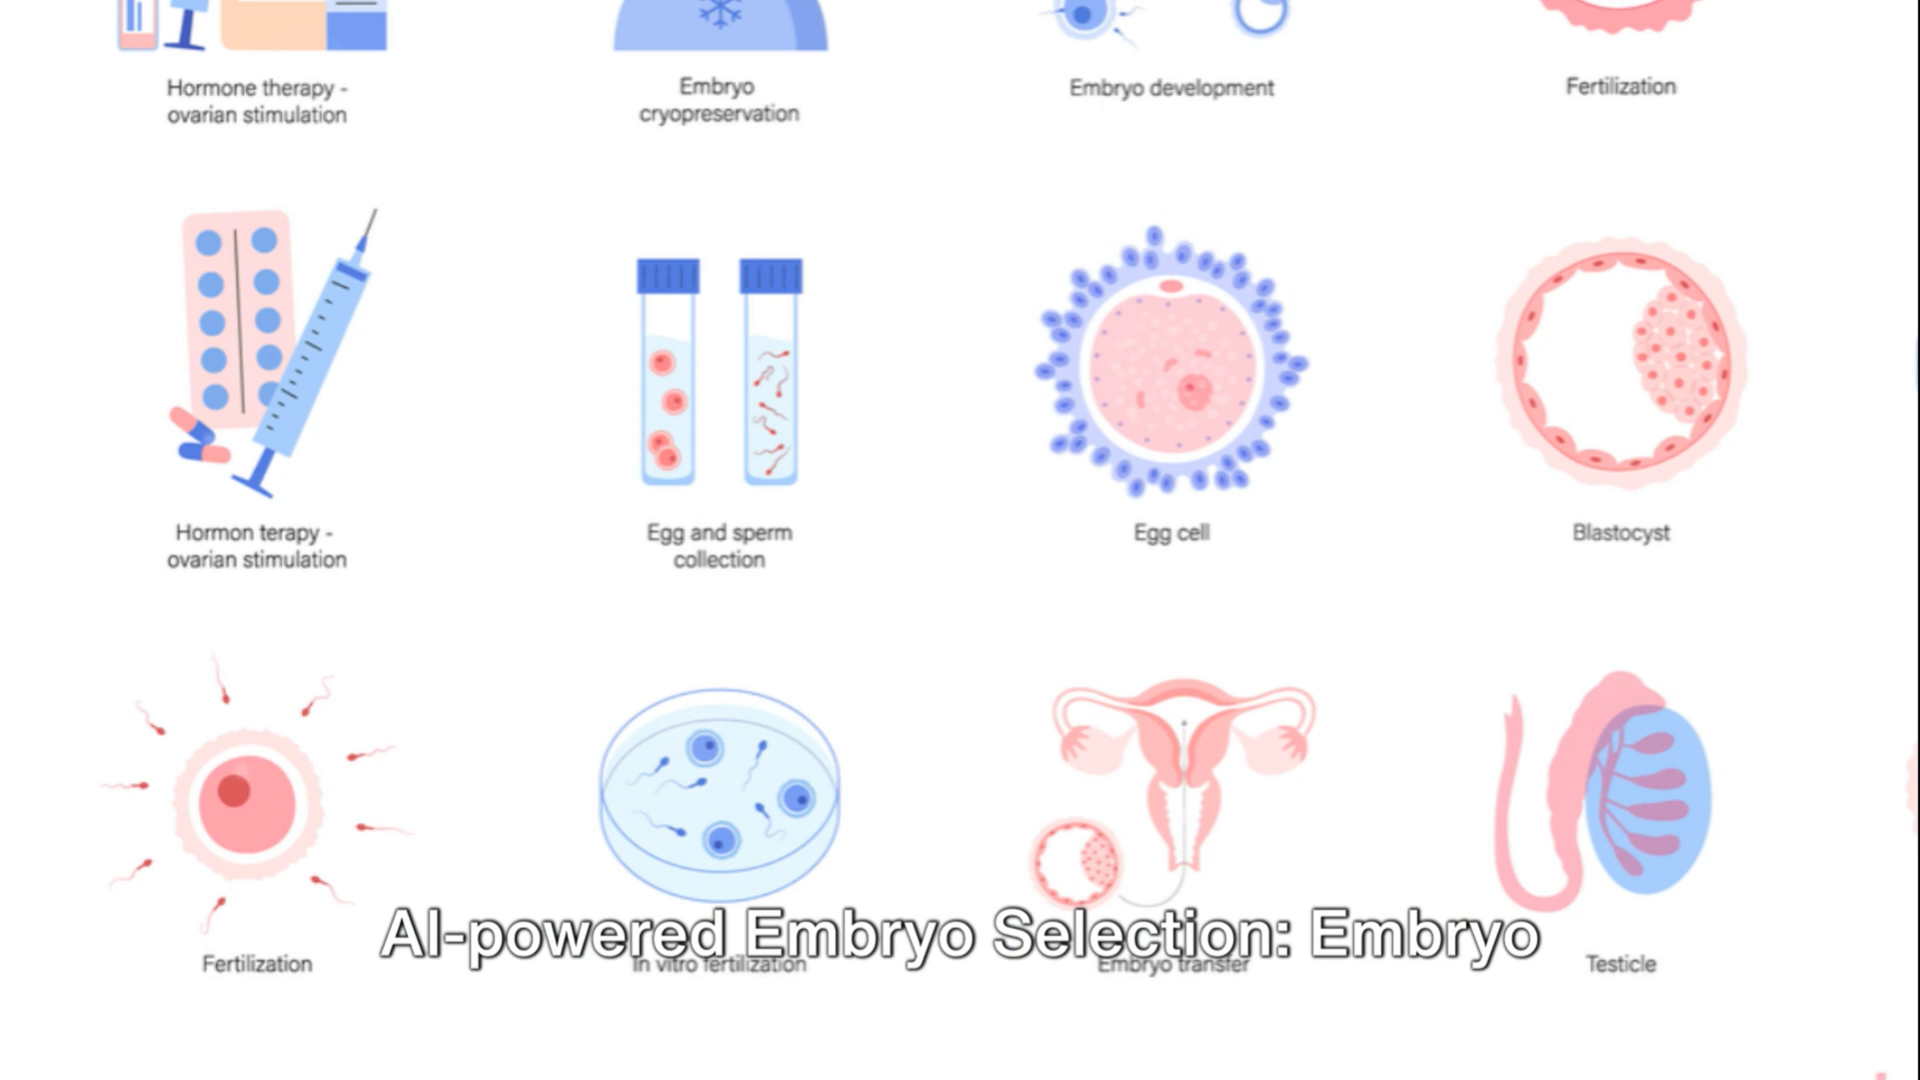 Hormone therapy -
ovarian stimulation
Embryo
cryopreservation
Embryo development
Fertilization
Hormon terapy -
ovarian stimulation
Egg and sperm
collection
Egg cell
Blastocyst
Fertilization
In vitro fertilization
Embryo transfer
Testicle
AI-powered Embryo Selection: Embryo